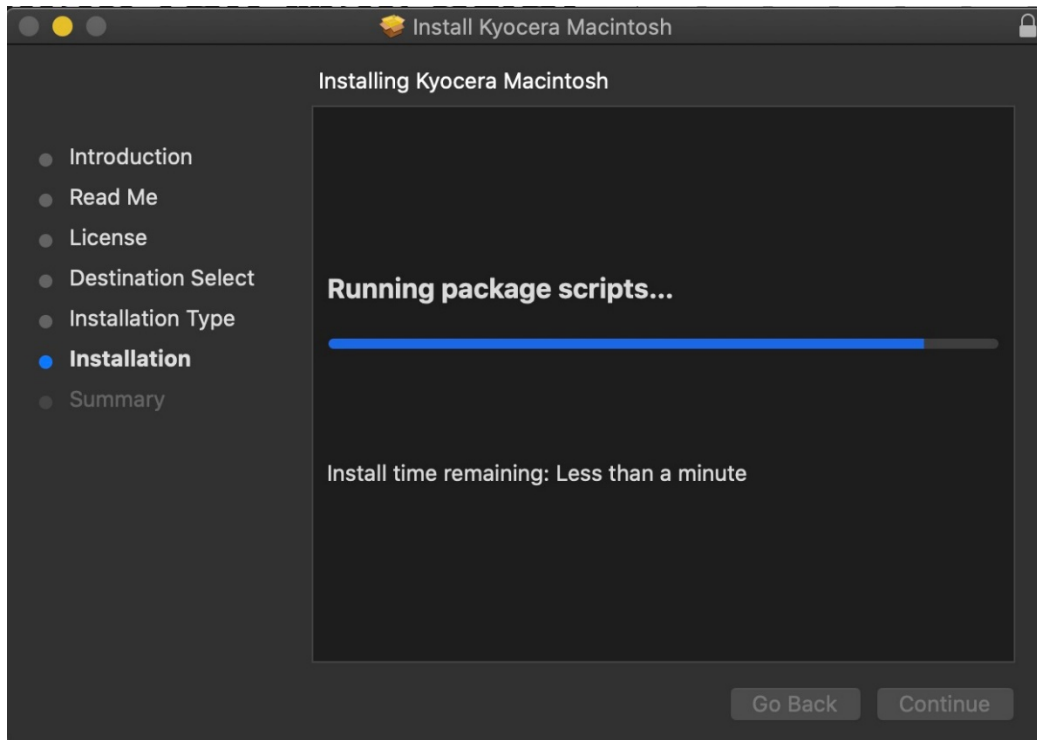 Install Kyocera Macintosh
Installing Kyocera Macintosh
Introduction
Read Me
License
Destination Select
Installation Type
Installation
Summary
Running package scripts...
Install time remaining: Less than a minute
Go Back
Continue